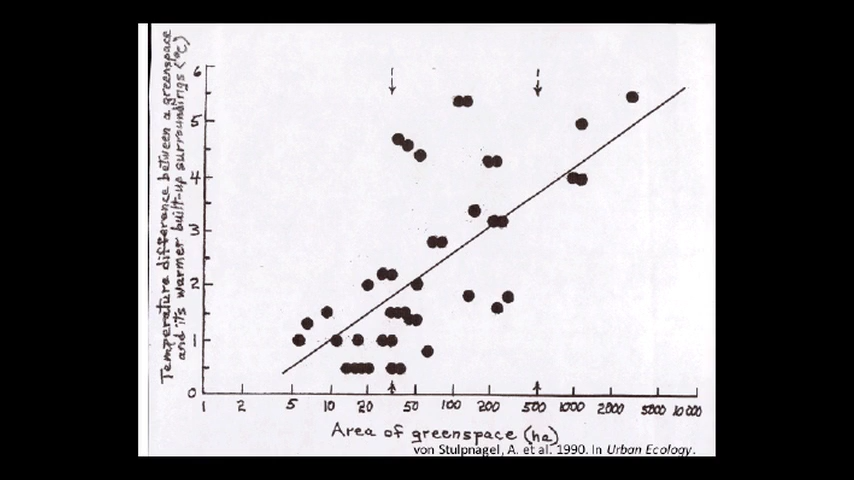 Temperature difference between a greenspace
and its warmer built-up surroundings (°C)
6
5
4
3
2
1
0
1 2 5 10 20 50 100 200 500 1000 2000 5000 10 000
Area of greenspace (ha)
von Stulpnagel, A. et al. 1990. In Urban Ecology.